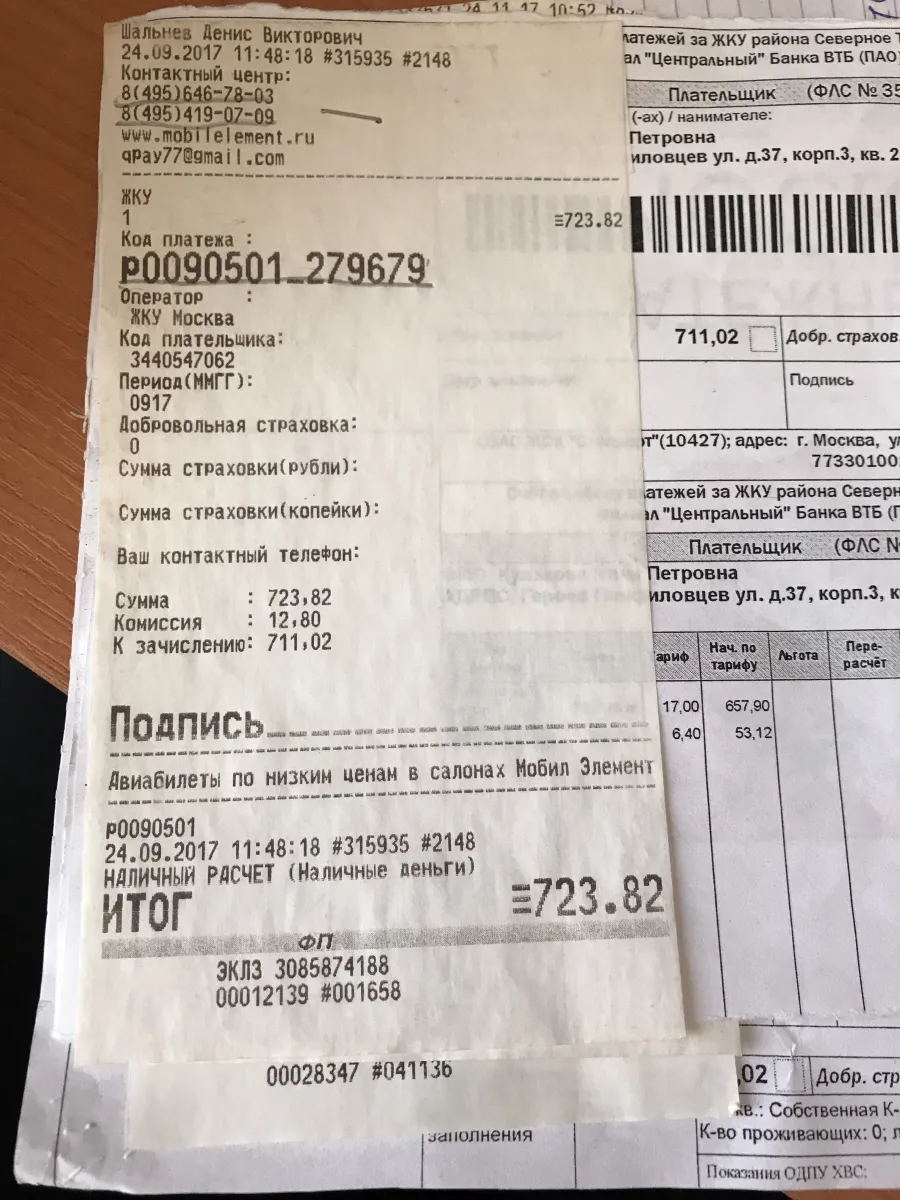 24.11.17 10:52
Шальнев Денис Викторович
24.09.2017 11:48:18 #315935 #2148
Контактный центр:
8(495)646-78-03
8(495)419-07-09
www.mobilelement.ru
qpay77@gmail.com
ЖКУ
1 ≡723.82
Код платежа :
p0090501_279679
Оператор :
ЖКУ Москва
Код плательщика:
3440547062
Период(ММГГ):
0917
Добровольная страховка:
0
Сумма страховки(рубли):
Сумма страховки(копейки):
Ваш контактный телефон:
Сумма : 723,82
Комиссия : 12,80
К зачислению: 711,02
Подпись
Авиабилеты по низким ценам в салонах Мобил Элемент
p0090501
24.09.2017 11:48:18 #315935 #2148
НАЛИЧНЫЙ РАСЧЕТ (Наличные деньги)
ИТОГ ≡723.82
ФП
ЭКЛЗ 3085874188
00012139 #001658
00028347 #041136
латежей за ЖКУ района Северное Т
ал "Центральный" Банка ВТБ (ПАО)
Плательщик (ФЛС № 35
(-ах) / нанимателе:
Петровна
иловцев ул. д.37, корп.3, кв. 2
711,02 Добр. страхов
Подпись
т"(10427); адрес: г. Москва, у
77330100
атежей за ЖКУ района Северн
ал "Центральный" Банка ВТБ (П
Плательщик (ФЛС №
Петровна
иловцев ул. д.37, корп.3, к
ариф Нач. по тарифу Льгота Пере-расчёт
17,00 657,90
6,40 53,12
,02 Добр. стр
кв.: Собственная К-
заполнения К-во проживающих: 0; л
Показания ОДПУ ХВС: